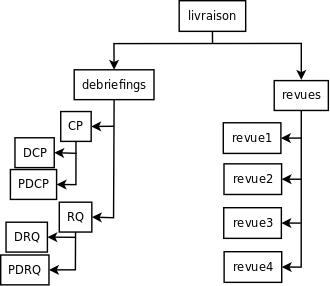 livraison
debriefings
revues
CP
DCP
PDCP
RQ
DRQ
PDRQ
revue1
revue2
revue3
revue4